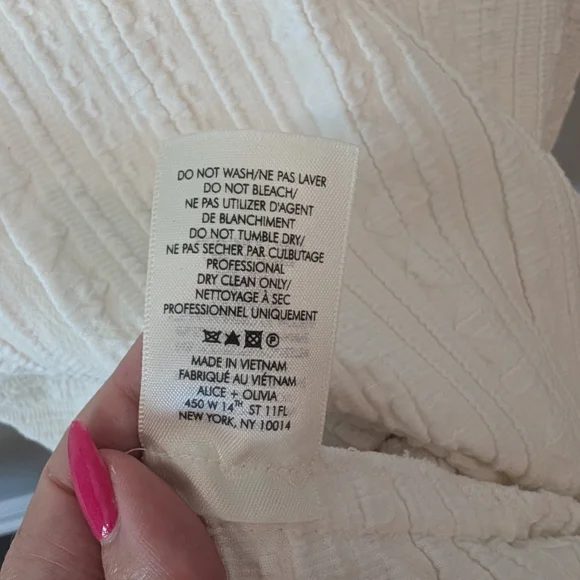 DO NOT WASH/NE PAS LAVER
DO NOT BLEACH/
NE PAS UTILIZER D'AGENT
DE BLANCHIMENT
DO NOT TUMBLE DRY/
NE PAS SECHER PAR CULBUTAGE
PROFESSIONAL
DRY CLEAN ONLY/
NETTOYAGE À SEC
PROFESSIONNEL UNIQUEMENT
P
MADE IN VIETNAM
FABRIQUÉ AU VIÉTNAM
ALICE + OLIVIA
450 W 14TH ST 11FL
NEW YORK, NY 10014